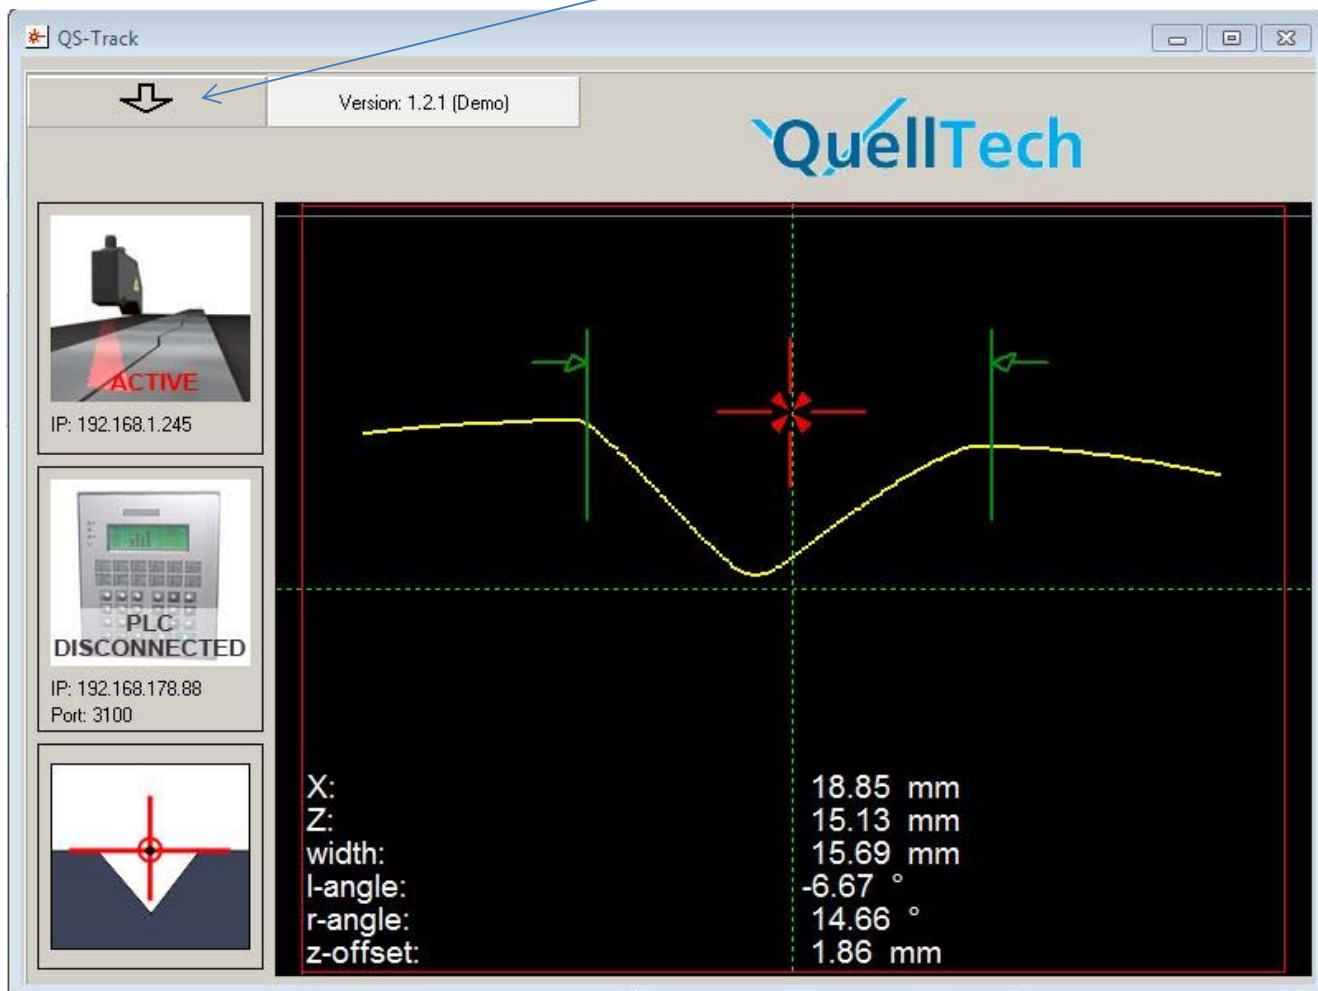 QS-Track
Version: 1.2.1 (Demo)
QuellTech
ACTIVE
IP: 192.168.1.245
PLC
DISCONNECTED
IP: 192.168.178.88
Port: 3100
X: 18.85 mm
Z: 15.13 mm
width: 15.69 mm
l-angle: -6.67 °
r-angle: 14.66 °
z-offset: 1.86 mm